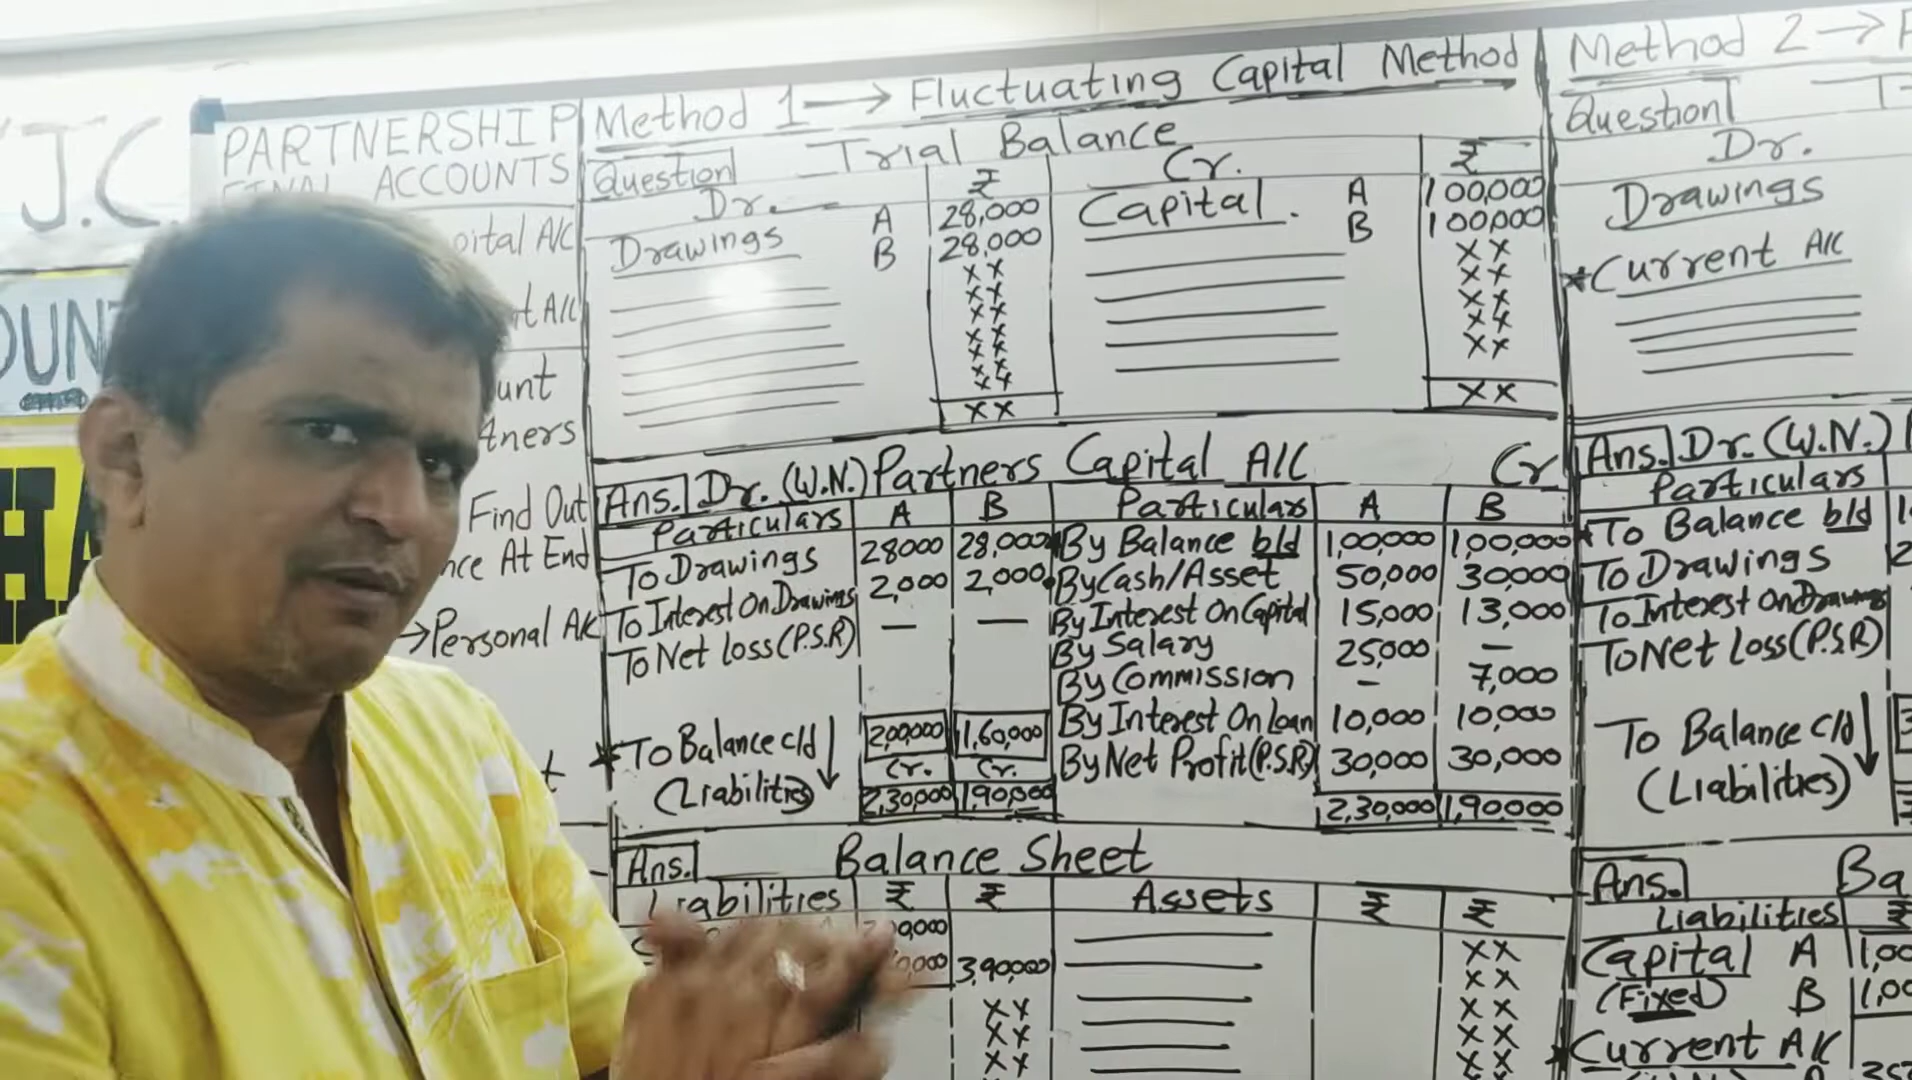 J.C.
PARTNERSHIP
FINAL ACCOUNTS
A/C
A/C
Find Out
At End
→Personal A/c
Method 1 → Fluctuating Capital Method
Question Trial Balance
Dr. ₹ Cr. ₹
Drawings A 28,000 Capital. A 100,000
B 28,000 B 100,000
x x x x
x x x x
x x x x
x x x x
x x x x
x x
x x
x x x x
Ans. Dr. (W.N.) Partners Capital A/C Cr
Particulars A B Particulars A B
To Drawings 28000 28,000 By Balance b/d 1,00,000 1,00,000
To Interest On Drawings 2,000 2,000 By Cash/Asset 50,000 30,000
To Net Loss (P.S.R) — — By Interest On Capital 15,000 13,000
By Salary 25,000 —
By Commission — 7,000
By Interest On Loan 10,000 10,000
*To Balance c/d 2,00,000 1,60,000 By Net Profit (P.S.R) 30,000 30,000
(Liabilities) Cr. Cr.
2,30,000 1,90,000 2,30,000 1,90,000
Ans. Balance Sheet
Liabilities ₹ ₹ Assets ₹ ₹
3,90,000 x x
x x x x
x x x x
x x x x
x x
Method 2 →
Question
Dr.
Drawings
*Current A/C
Ans. Dr. (W.N.)
Particulars
*To Balance b/d
To Drawings
To Interest On Drawings
To Net Loss (P.S.R)
To Balance c/d
(Liabilities)
Ans.
Liabilities ₹
Capital A
(Fixed) B
*Current A/C